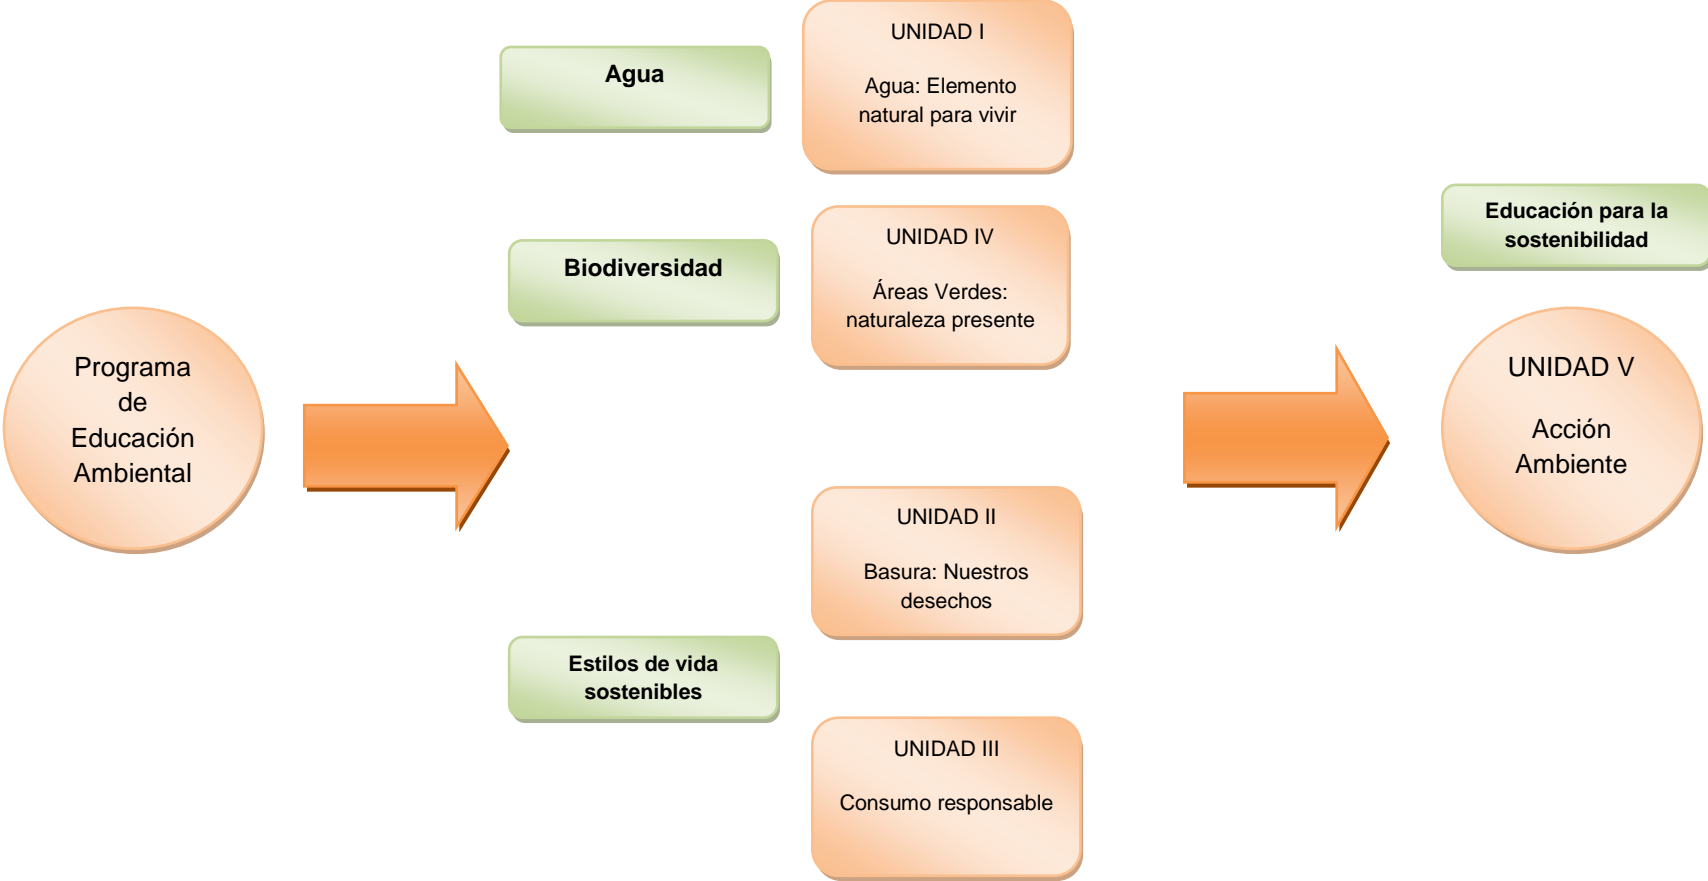 Programa
de
Educación
Ambiental
Agua
UNIDAD I
Agua: Elemento
natural para vivir
Biodiversidad
UNIDAD IV
Áreas Verdes:
naturaleza presente
Estilos de vida
sostenibles
UNIDAD II
Basura: Nuestros
desechos
UNIDAD III
Consumo responsable
Educación para la
sostenibilidad
UNIDAD V
Acción
Ambiente